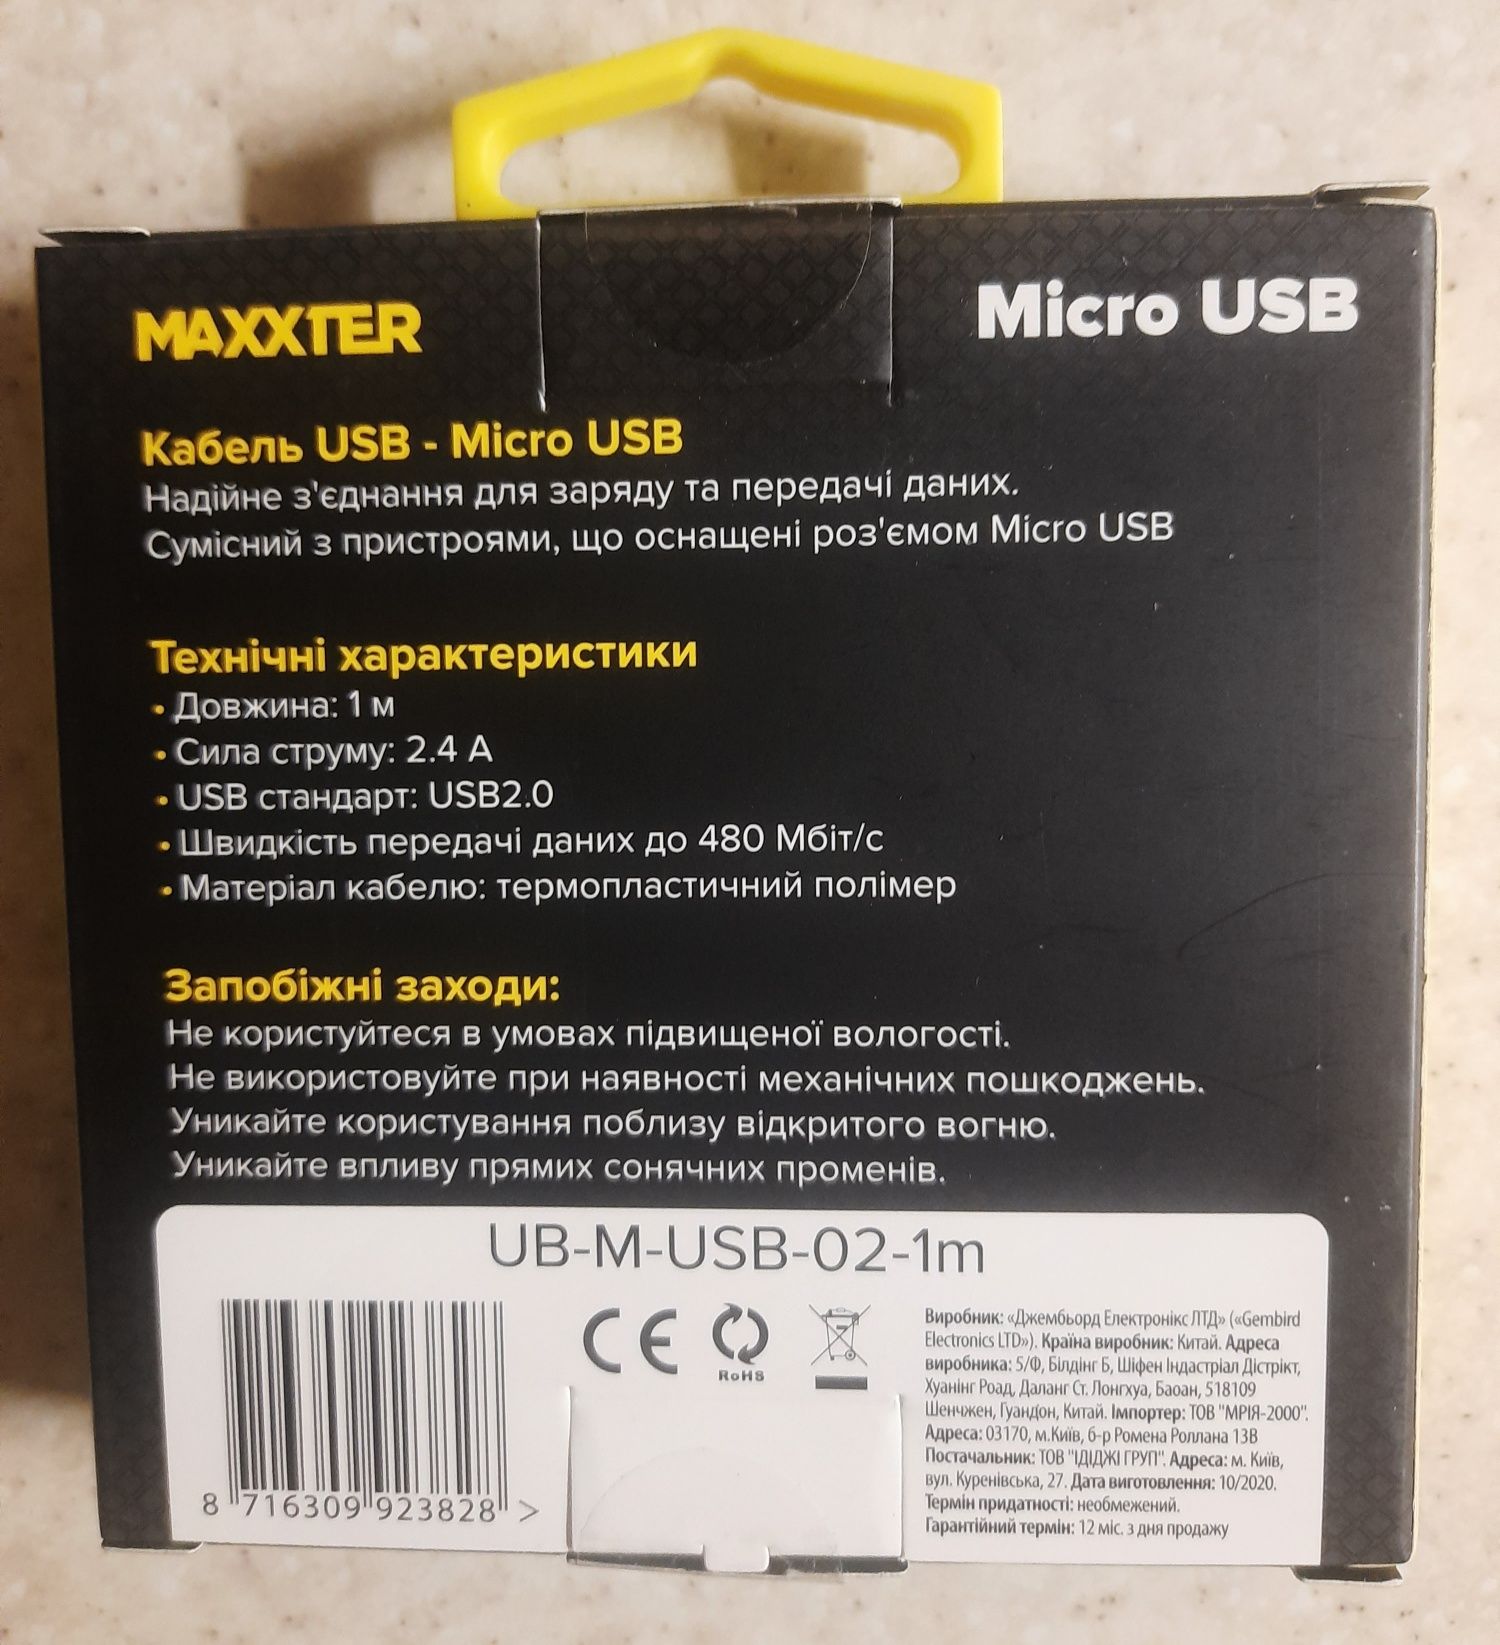 MAXXTER
Micro USB
Кабель USB - Micro USB
Надійне з'єднання для заряду та передачі даних.
Сумісний з пристроями, що оснащені роз'ємом Micro USB
Технічні характеристики
• Довжина: 1 м
• Сила струму: 2.4 А
• USB стандарт: USB2.0
• Швидкість передачі даних до 480 Мбіт/с
• Матеріал кабелю: термопластичний полімер
Запобіжні заходи:
Не користуйтеся в умовах підвищеної вологості.
Не використовуйте при наявності механічних пошкоджень.
Уникайте користування поблизу відкритого вогню.
Уникайте впливу прямих сонячних променів.
UB-M-USB-02-1m
8 716309 923828 >
CE
RoHS
Виробник: «Джембьорд Електронікс ЛТД» («Gembird
Electronics LTD»). Країна виробник: Китай. Адреса
виробника: 5/Ф, Білдінг Б, Шіфен Індастріал Дістрікт,
Хуанінг Роад, Даланг Ст. Лонгхуа, Баоан, 518109
Шенчжен, Гуандон, Китай. Імпортер: ТОВ "МРІЯ-2000".
Адреса: 03170, м.Київ, б-р Ромена Роллана 13В
Постачальник: ТОВ "ІДІДЖІ ГРУП". Адреса: м. Київ,
вул. Куренівська, 27. Дата виготовлення: 10/2020.
Термін придатності: необмежений.
Гарантійний термін: 12 міс. з дня продажу